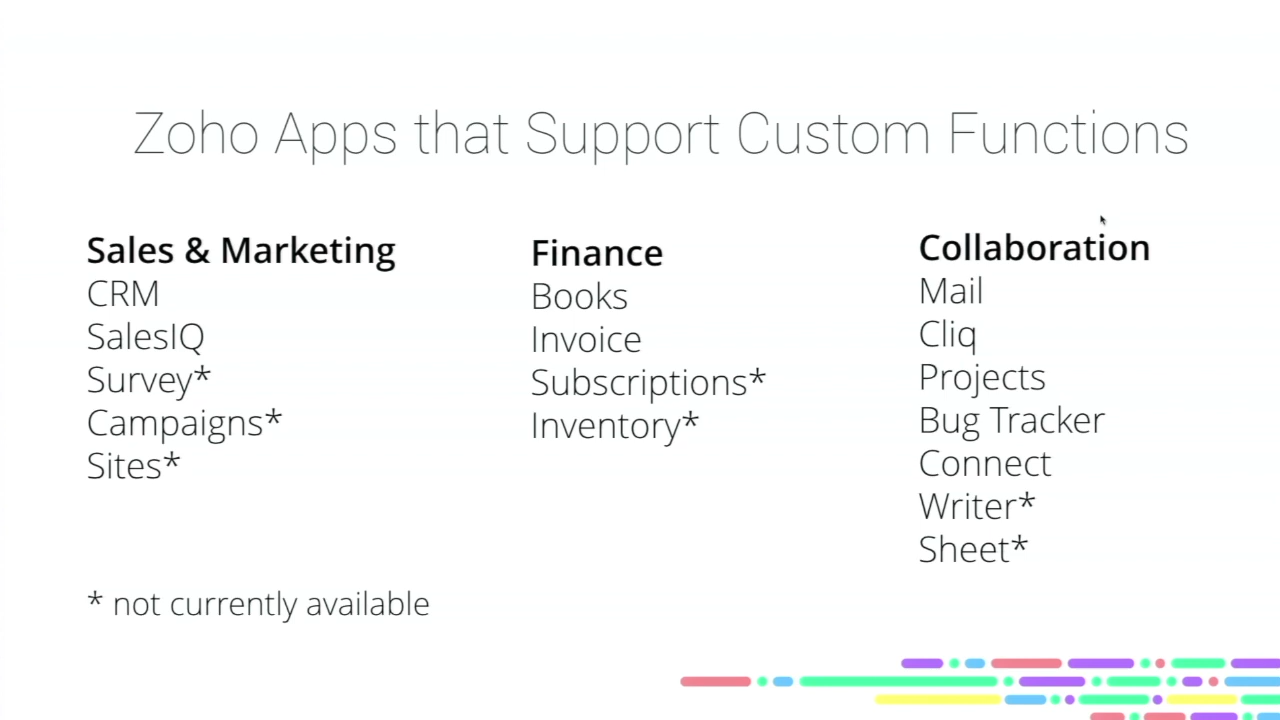 Zoho Apps that Support Custom Functions
Sales & Marketing
CRM
SalesIQ
Survey*
Campaigns*
Sites*
Finance
Books
Invoice
Subscriptions*
Inventory*
Collaboration
Mail
Cliq
Projects
Bug Tracker
Connect
Writer*
Sheet*
* not currently available